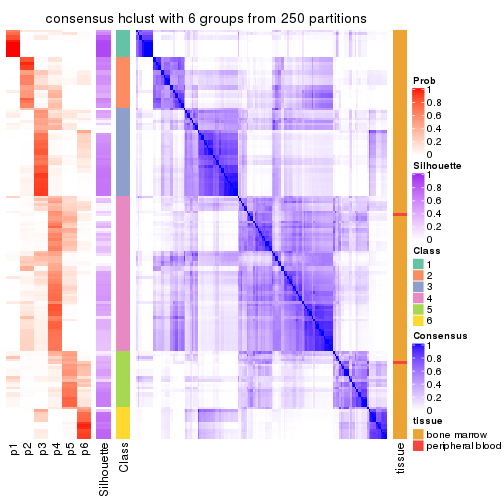 consensus hclust with 6 groups from 250 partitions
Prob
1
0.8
0.6
0.4
0.2
0
Silhouette
1
0.8
0.6
0.4
0.2
0
Class
1
2
3
4
5
6
Consensus
1
0.8
0.6
0.4
0.2
0
tissue
bone marrow
peripheral blood
p1
p2
p3
p4
p5
p6
Silhouette
Class
tissue